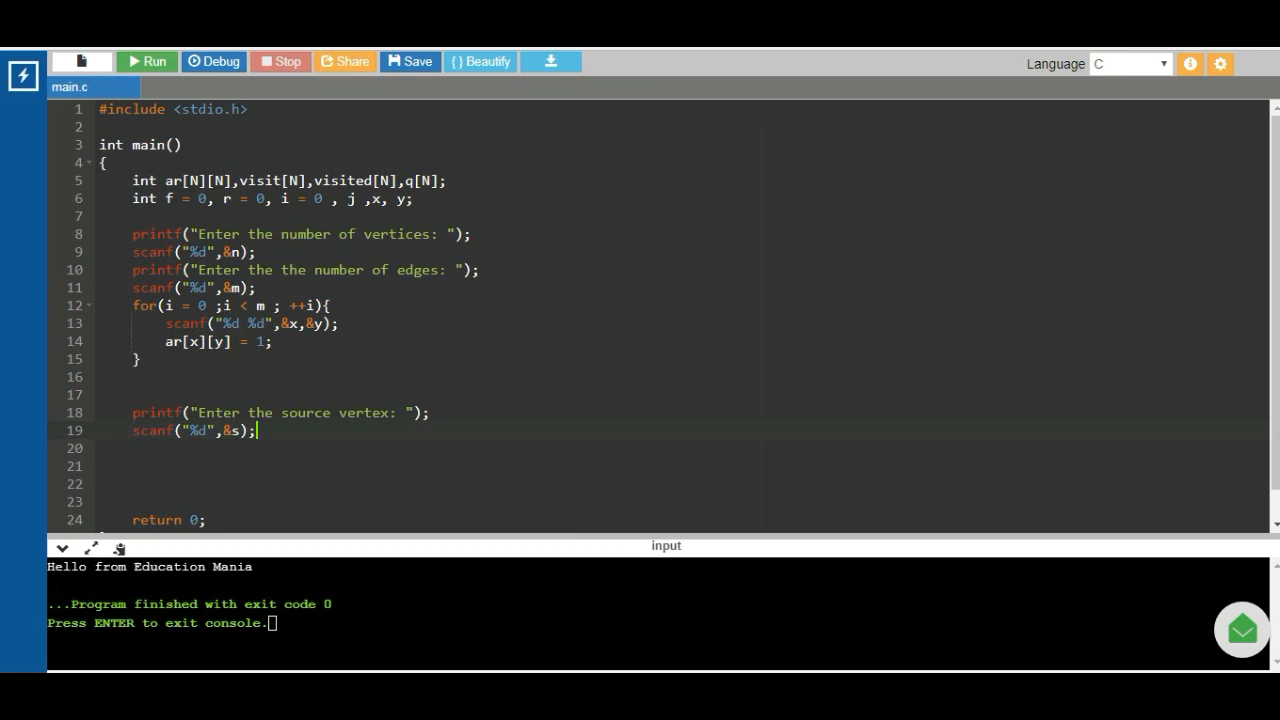 Run Debug Stop Share Save { } Beautify Language C
main.c
1 #include <stdio.h>
2
3 int main()
4 {
5 int ar[N][N],visit[N],visited[N],q[N];
6 int f = 0, r = 0, i = 0 , j ,x, y;
7
8 printf("Enter the number of vertices: ");
9 scanf("%d",&n);
10 printf("Enter the the number of edges: ");
11 scanf("%d",&m);
12 for(i = 0 ;i < m ; ++i){
13 scanf("%d %d",&x,&y);
14 ar[x][y] = 1;
15 }
16
17
18 printf("Enter the source vertex: ");
19 scanf("%d",&s);
20
21
22
23
24 return 0;
input
Hello from Education Mania
...Program finished with exit code 0
Press ENTER to exit console.